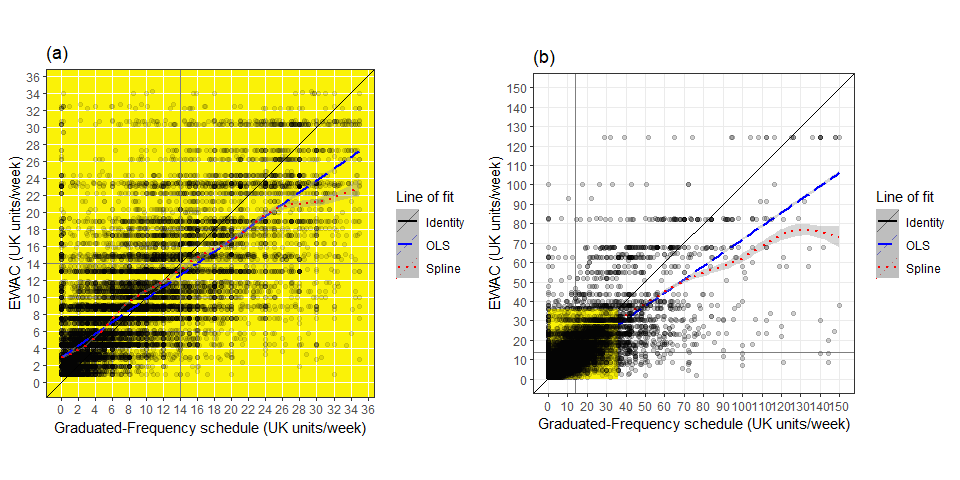 (a)
36
34
32
30
28
26
24
22
20
18
16
14
12
10
8
6
4
2
0
EWAC (UK units/week)
0 2 4 6 8 10 12 14 16 18 20 22 24 26 28 30 32 34 36
Graduated-Frequency schedule (UK units/week)
Line of fit
Identity
OLS
Spline
(b)
150
140
130
120
110
100
90
80
70
60
50
40
30
20
10
0
EWAC (UK units/week)
0 10 20 30 40 50 60 70 80 90 100 110 120 130 140 150
Graduated-Frequency schedule (UK units/week)
Line of fit
Identity
OLS
Spline